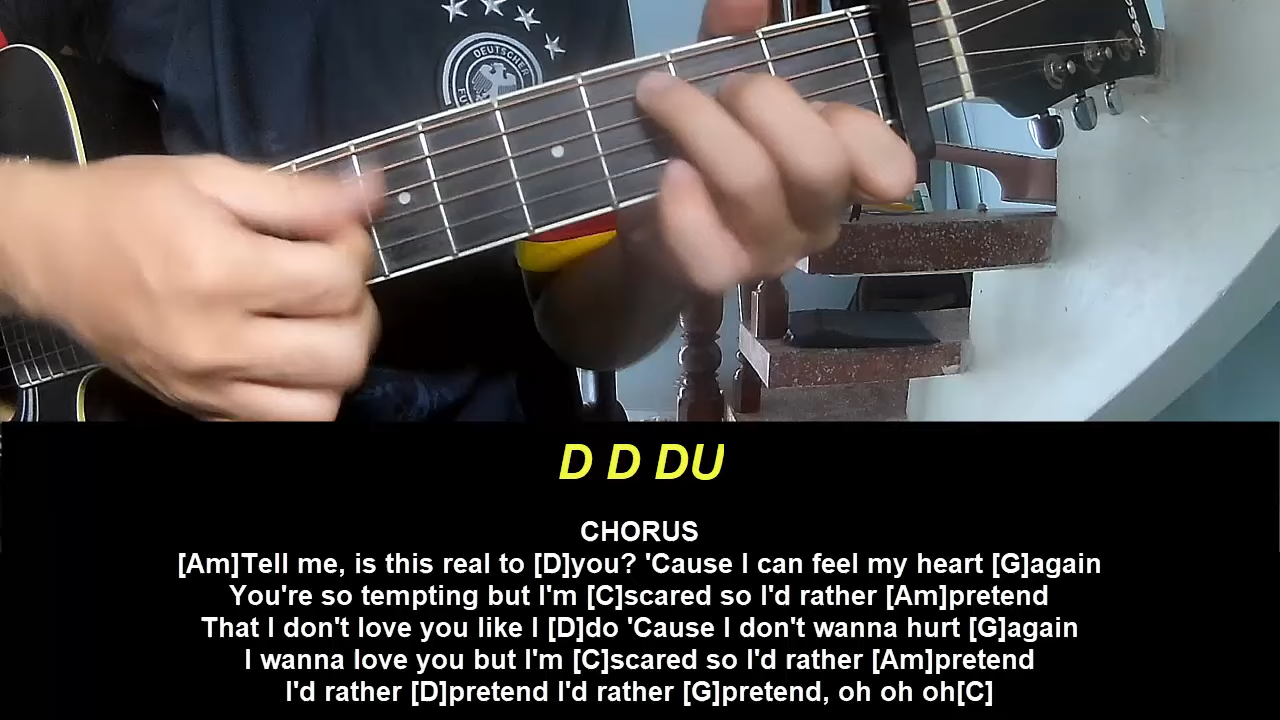 DEUTSCHER
FU
D D DU
CHORUS
[Am]Tell me, is this real to [D]you? 'Cause I can feel my heart [G]again
You're so tempting but I'm [C]scared so I'd rather [Am]pretend
That I don't love you like I [D]do 'Cause I don't wanna hurt [G]again
I wanna love you but I'm [C]scared so I'd rather [Am]pretend
I'd rather [D]pretend I'd rather [G]pretend, oh oh oh[C]